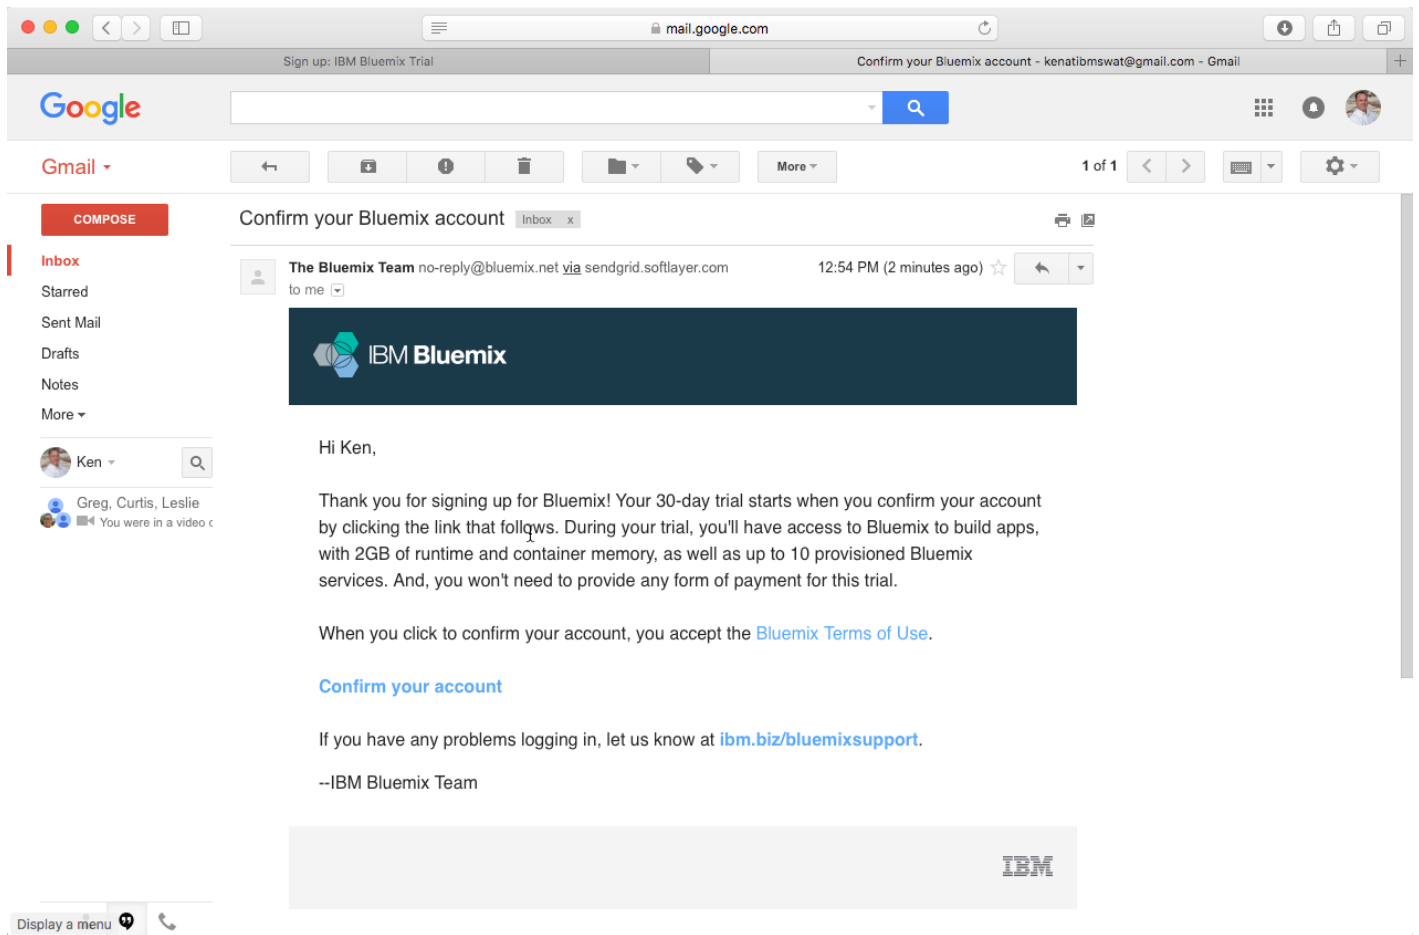 mail.google.com
Sign up: IBM Bluemix Trial
Confirm your Bluemix account - kenatibmswat@gmail.com - Gmail
Google
Gmail
More
1 of 1
COMPOSE
Confirm your Bluemix account Inbox x
Inbox
The Bluemix Team no-reply@bluemix.net via sendgrid.softlayer.com 12:54 PM (2 minutes ago)
to me
Starred
Sent Mail
Drafts
Notes
More
Ken
Greg, Curtis, Leslie
You were in a video c
IBM Bluemix
Hi Ken,
Thank you for signing up for Bluemix! Your 30-day trial starts when you confirm your account
by clicking the link that follows. During your trial, you'll have access to Bluemix to build apps,
with 2GB of runtime and container memory, as well as up to 10 provisioned Bluemix
services. And, you won't need to provide any form of payment for this trial.
When you click to confirm your account, you accept the Bluemix Terms of Use.
Confirm your account
If you have any problems logging in, let us know at ibm.biz/bluemixsupport.
--IBM Bluemix Team
IBM
Display a menu